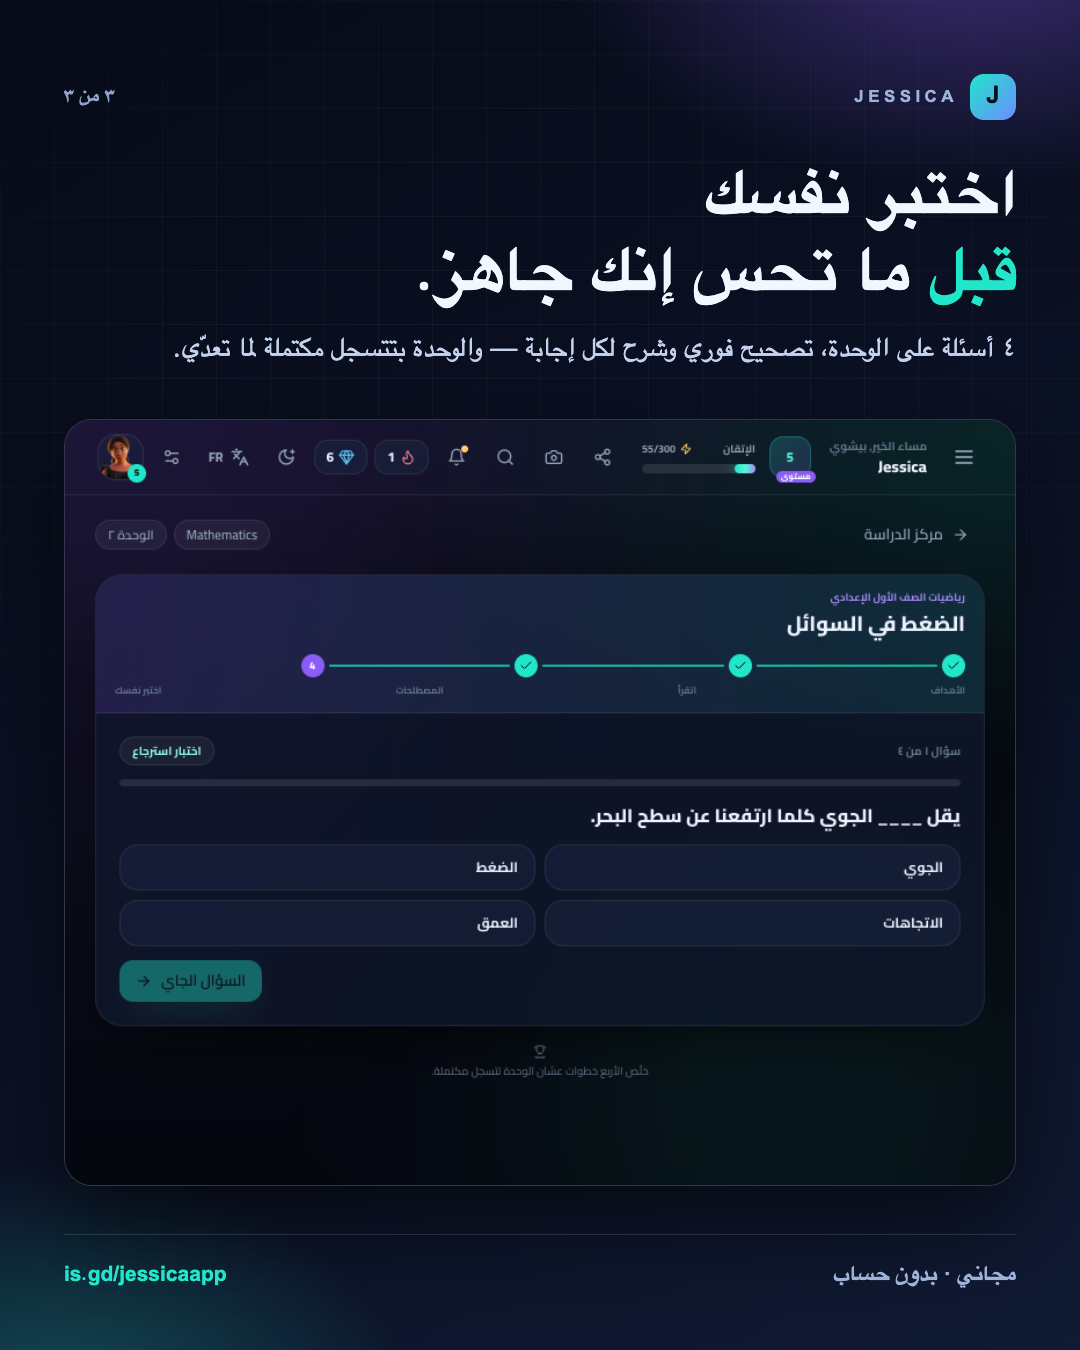 J JESSICA
٣ من ٣
اختبر نفسك
قبل ما تحس إنك جاهز.
٤ أسئلة على الوحدة، تصحيح فوري وشرح لكل إجابة — والوحدة بتتسجل مكتملة لما تعدّي.
مساء الخير, بيشوي
Jessica
5
مستوى
الإتقان 55/300
1
6
FR
5
مركز الدراسة
Mathematics
الوحدة ٢
رياضيات الصف الأول الإعدادي
الضغط في السوائل
4
الأهداف
اتقرأ
المصطلحات
اختبر نفسك
سؤال ١ من ٤
اختبار استرجاع
يقل ____ الجوي كلما ارتفعنا عن سطح البحر.
الجوي
الضغط
الاتجاهات
العمق
السؤال الجاي
خلّص الأربع خطوات عشان الوحدة تتسجل مكتملة.
مجاني · بدون حساب
is.gd/jessicaapp